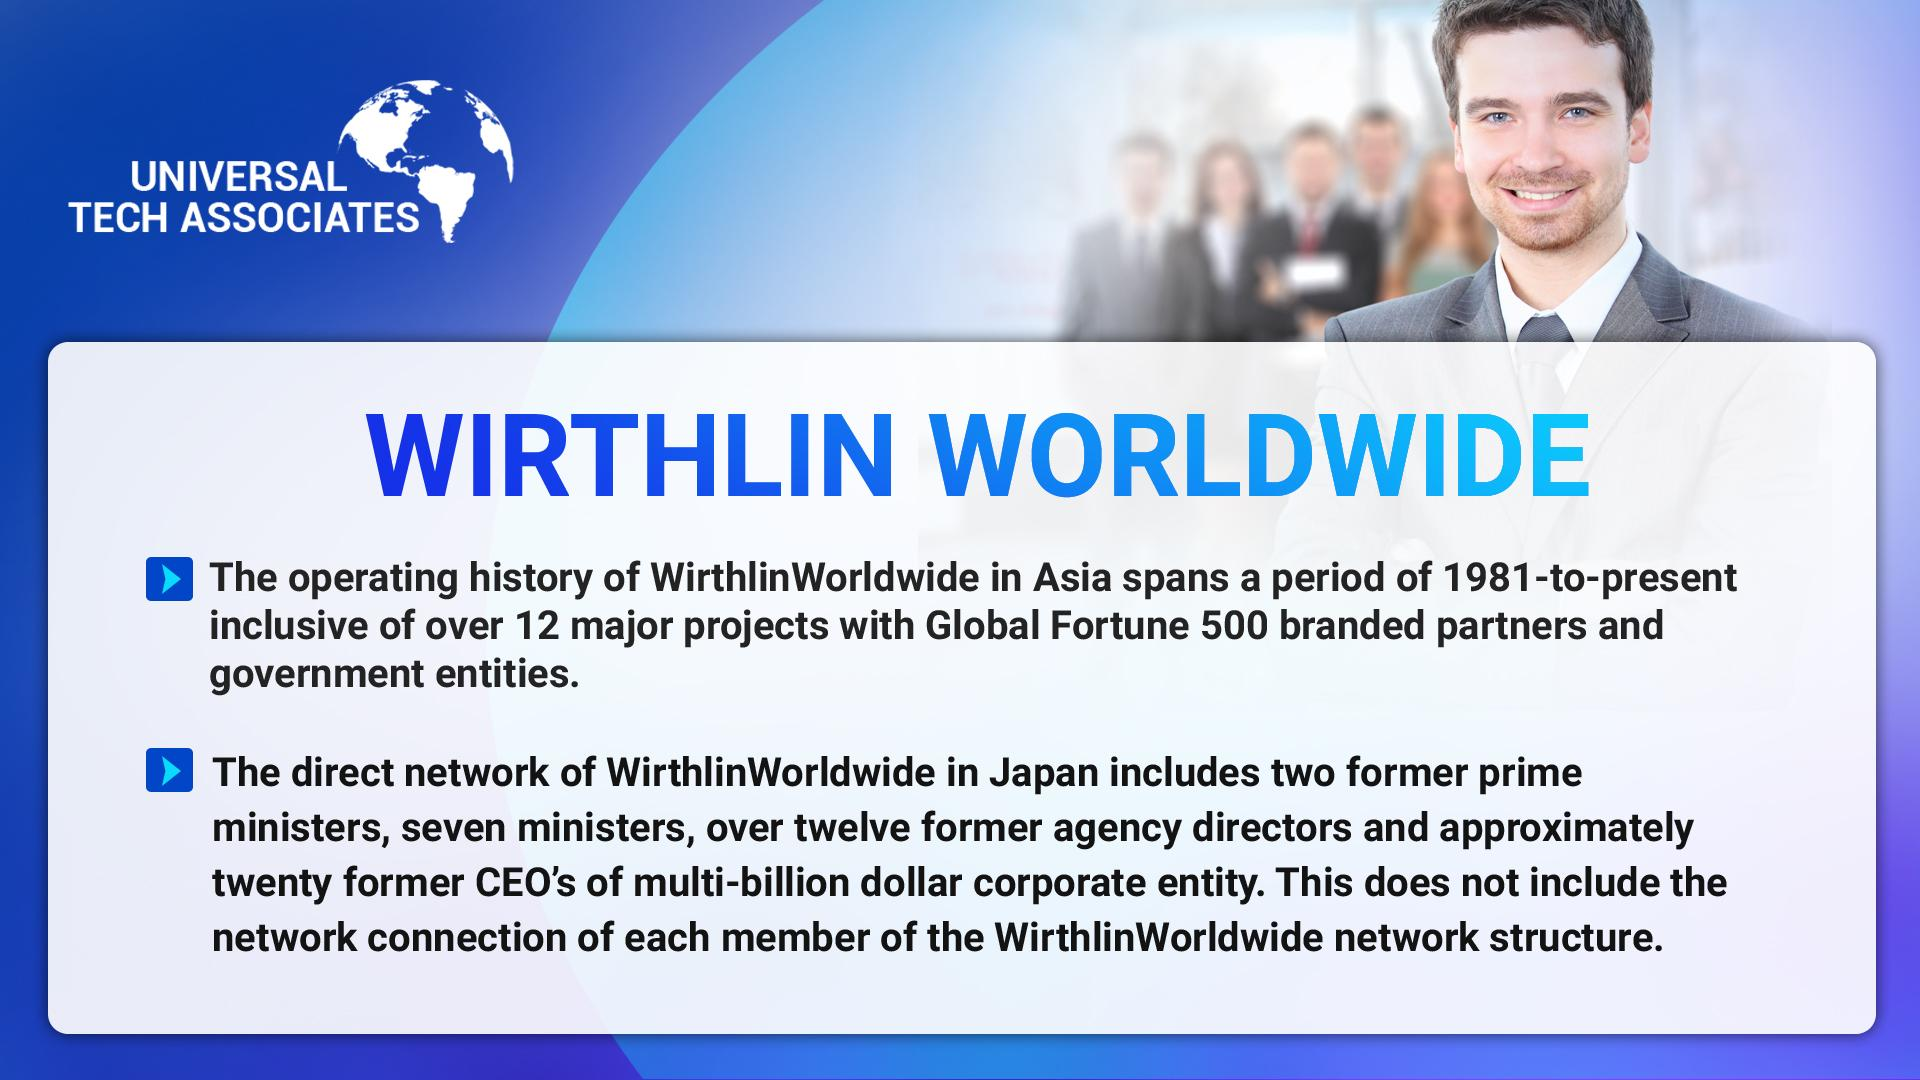 UNIVERSAL
TECH ASSOCIATES
WIRTHLIN WORLDWIDE
The operating history of WirthlinWorldwide in Asia spans a period of 1981-to-present
inclusive of over 12 major projects with Global Fortune 500 branded partners and
government entities.
The direct network of WirthlinWorldwide in Japan includes two former prime
ministers, seven ministers, over twelve former agency directors and approximately
twenty former CEO’s of multi-billion dollar corporate entity. This does not include the
network connection of each member of the WirthlinWorldwide network structure.